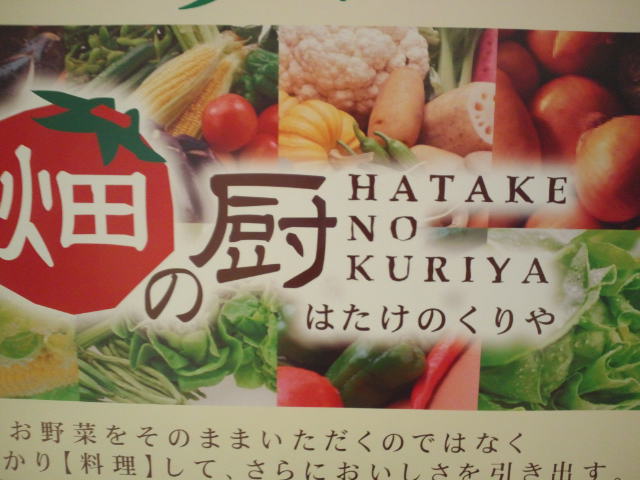 畑の厨
HATAKE
NO
KURIYA
はたけのくりや
お野菜をそのままいただくのではなく
かり【料理】して、さらにおいしさを引き出す。